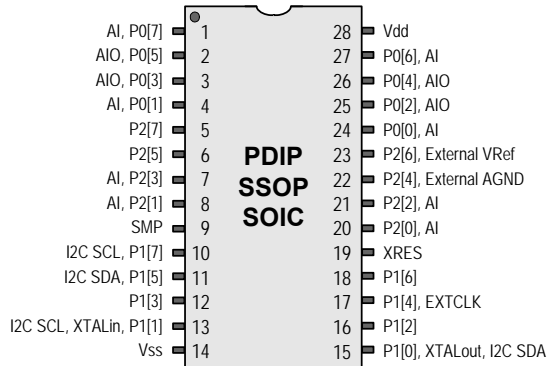 AI, P0[7] 1 28 Vdd
AIO, P0[5] 2 27 P0[6], AI
AIO, P0[3] 3 26 P0[4], AIO
AI, P0[1] 4 25 P0[2], AIO
P2[7] 5 24 P0[0], AI
P2[5] 6 PDIP 23 P2[6], External VRef
AI, P2[3] 7 SSOP 22 P2[4], External AGND
AI, P2[1] 8 SOIC 21 P2[2], AI
SMP 9 20 P2[0], AI
I2C SCL, P1[7] 10 19 XRES
I2C SDA, P1[5] 11 18 P1[6]
P1[3] 12 17 P1[4], EXTCLK
I2C SCL, XTALin, P1[1] 13 16 P1[2]
Vss 14 15 P1[0], XTALout, I2C SDA